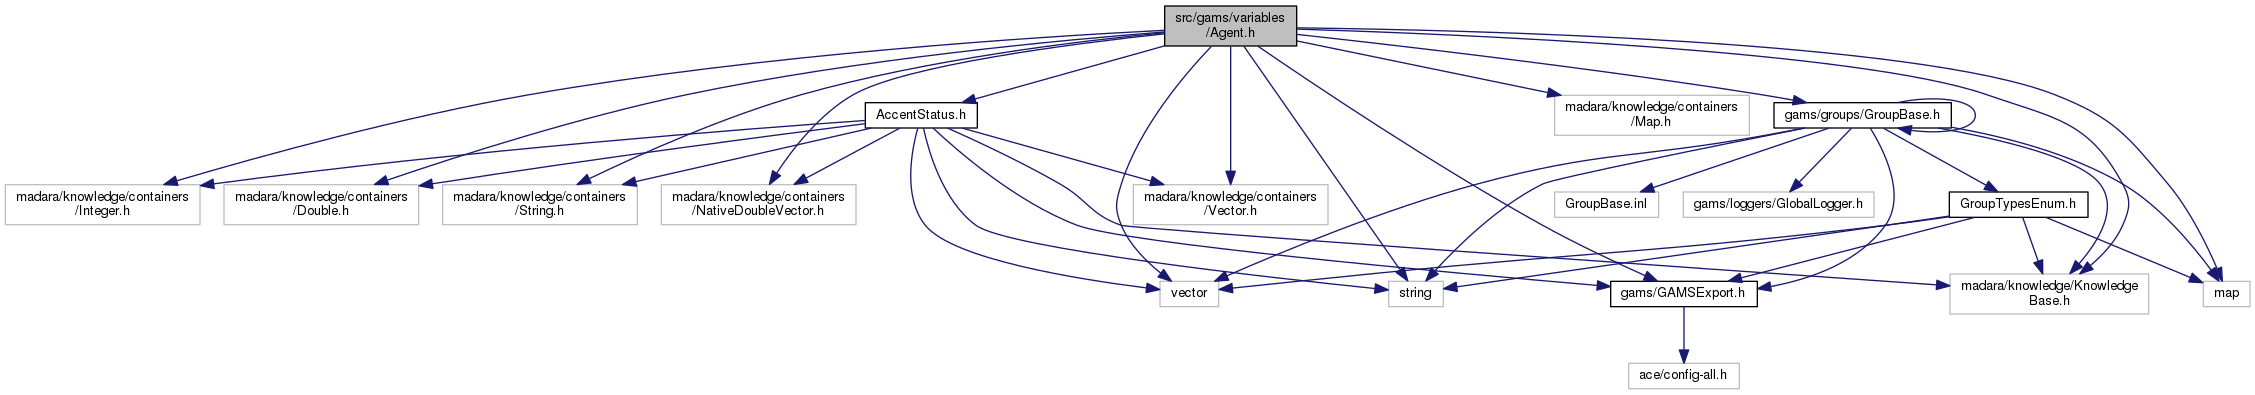 src/gams/variables
/Agent.h
AccentStatus.h
madara/knowledge/containers
/Map.h
gams/groups/GroupBase.h
madara/knowledge/containers
/Integer.h
madara/knowledge/containers
/Double.h
madara/knowledge/containers
/String.h
madara/knowledge/containers
/NativeDoubleVector.h
madara/knowledge/containers
/Vector.h
GroupBase.inl
gams/loggers/GlobalLogger.h
GroupTypesEnum.h
vector
string
gams/GAMSExport.h
madara/knowledge/Knowledge
Base.h
map
ace/config-all.h